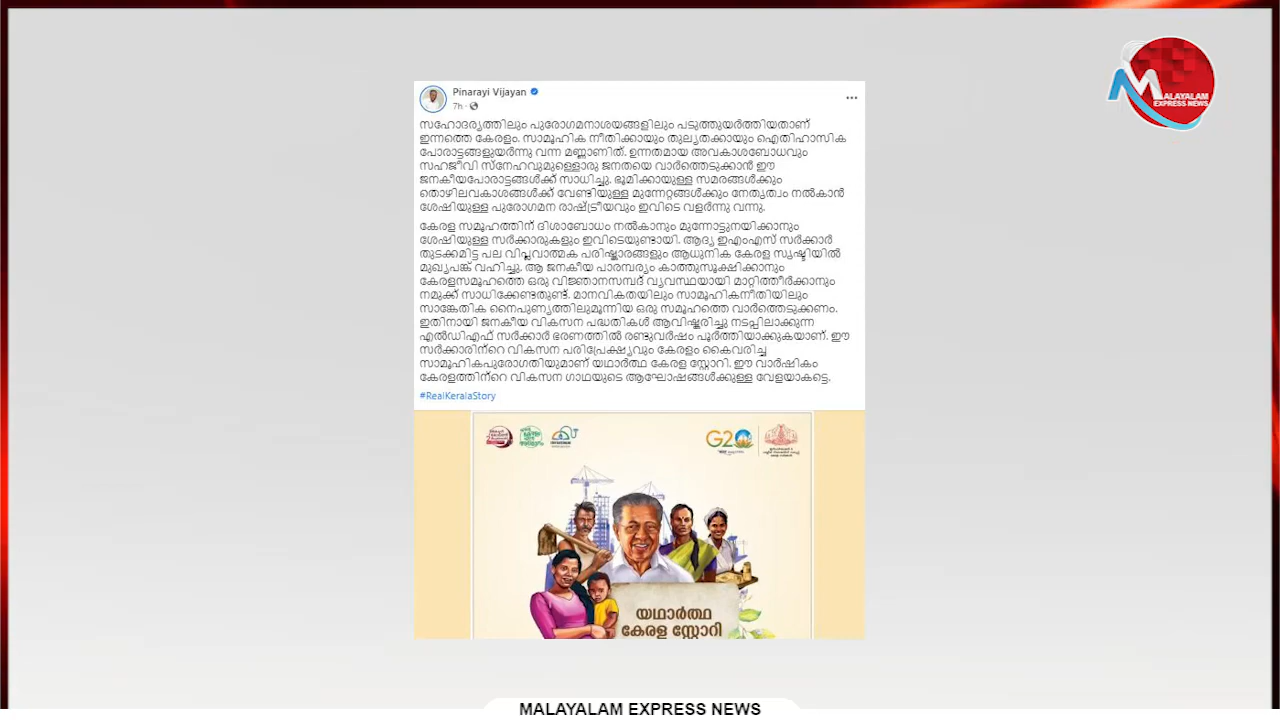 MALAYALAM
EXPRESS NEWS
Pinarayi Vijayan
7h
സഹോദര്യത്തിലും പുരോഗമനാശയങ്ങളിലും പടുത്തുയർത്തിയതാണ്
ഇന്നത്തെ കേരളം. സാമൂഹിക നീതിക്കായും തുല്യതക്കായും ഐതിഹാസിക
പോരാട്ടങ്ങളുയർന്നു വന്ന മണ്ണാണിത്. ഉന്നതമായ അവകാശബോധവും
സഹജീവി സ്നേഹവുമുള്ളൊരു ജനതയെ വാർത്തെടുക്കാൻ ഈ
ജനകീയപോരാട്ടങ്ങൾക്ക് സാധിച്ചു. ഭൂമിക്കായുള്ള സമരങ്ങൾക്കും
തൊഴിലവകാശങ്ങൾക്ക് വേണ്ടിയുള്ള മുന്നേറ്റങ്ങൾക്കും നേതൃത്വം നൽകാൻ
ശേഷിയുള്ള പുരോഗമന രാഷ്ട്രീയവും ഇവിടെ വളർന്നു വന്നു.
കേരള സമൂഹത്തിന് ദിശാബോധം നൽകാനും മുന്നോട്ടുനയിക്കാനും
ശേഷിയുള്ള സർക്കാരുകളും ഇവിടെയുണ്ടായി. ആദ്യ ഇഎംഎസ് സർക്കാർ
തുടക്കമിട്ട പല വിപ്ലവാത്മക പരിഷ്കാരങ്ങളും ആധുനിക കേരള സൃഷ്ടിയിൽ
മുഖ്യപങ്ക് വഹിച്ചു. ആ ജനകീയ പാരമ്പര്യം കാത്തുസൂക്ഷിക്കാനും
കേരളസമൂഹത്തെ ഒരു വിജ്ഞാനസമ്പദ് വ്യവസ്ഥയായി മാറ്റിത്തീർക്കാനും
നമുക്ക് സാധിക്കേണ്ടതുണ്ട്. മാനവികതയിലും സാമൂഹികനീതിയിലും
സാങ്കേതിക നൈപുണ്യത്തിലുമൂന്നിയ ഒരു സമൂഹത്തെ വാർത്തെടുക്കണം.
ഇതിനായി ജനകീയ വികസന പദ്ധതികൾ ആവിഷ്കരിച്ചു നടപ്പിലാക്കുന്ന
എൽഡിഎഫ് സർക്കാർ ഭരണത്തിൽ രണ്ടുവർഷം പൂർത്തിയാക്കുകയാണ്. ഈ
സർക്കാരിന്റെ വികസന പരിപ്രേക്ഷ്യവും കേരളം കൈവരിച്ച
സാമൂഹികപുരോഗതിയുമാണ് യഥാർത്ഥ കേരള സ്റ്റോറി. ഈ വാർഷികം
കേരളത്തിന്റെ വികസന ഗാഥയുടെ ആഘോഷങ്ങൾക്കുള്ള വേളയാകട്ടെ.
#RealKeralaStory
G20
യഥാർത്ഥ
കേരള സ്റ്റോറി
MALAYALAM EXPRESS NEWS